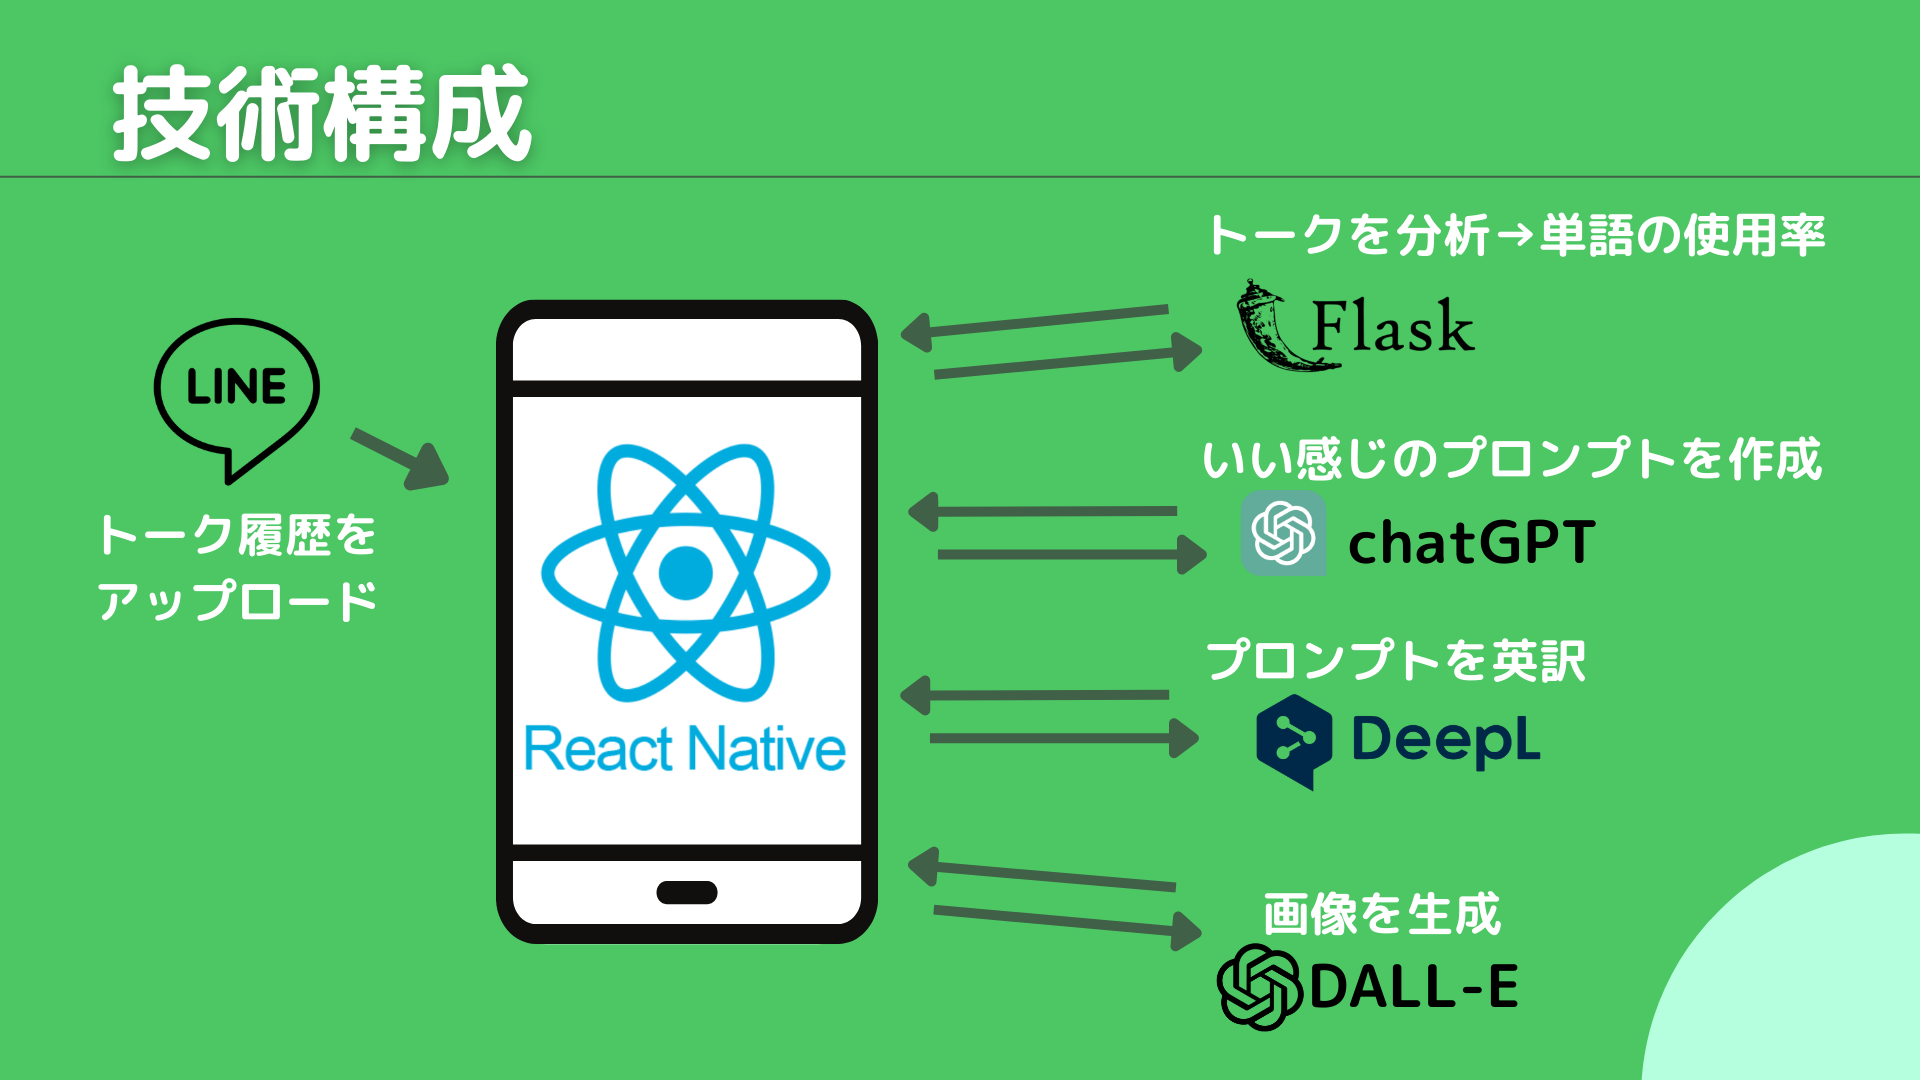 技術構成
LINE
トーク履歴を
アップロード
React Native
トークを分析→単語の使用率
Flask
いい感じのプロンプトを作成
chatGPT
プロンプトを英訳
DeepL
画像を生成
DALL-E